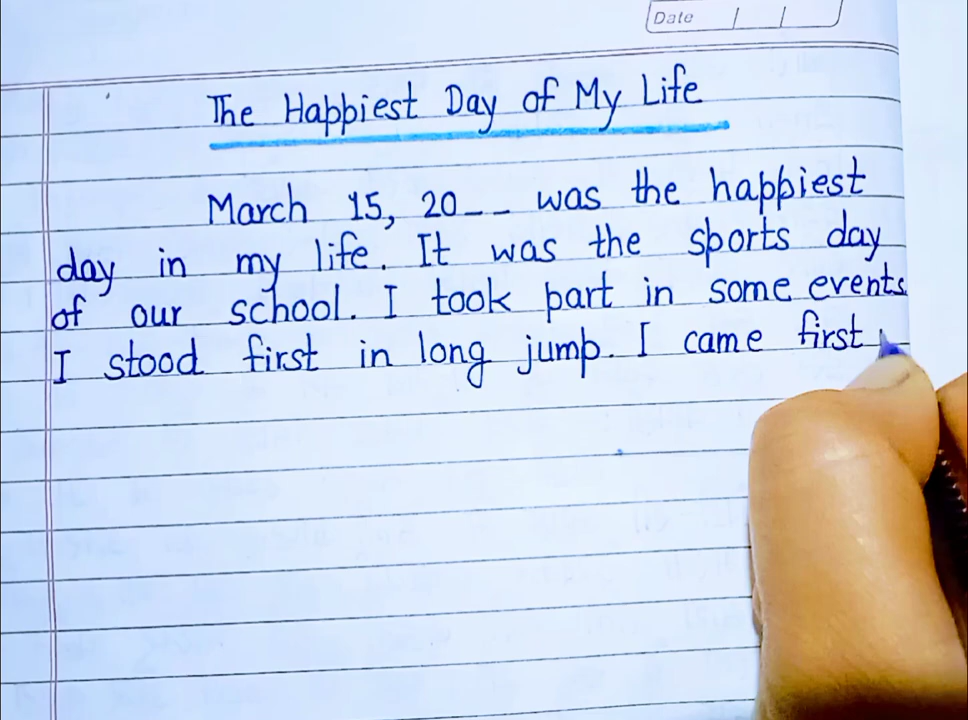 Date / /
The Happiest Day of My Life
March 15, 20__ was the happiest
day in my life. It was the sports day
of our school. I took part in some events.
I stood first in long jump. I came first